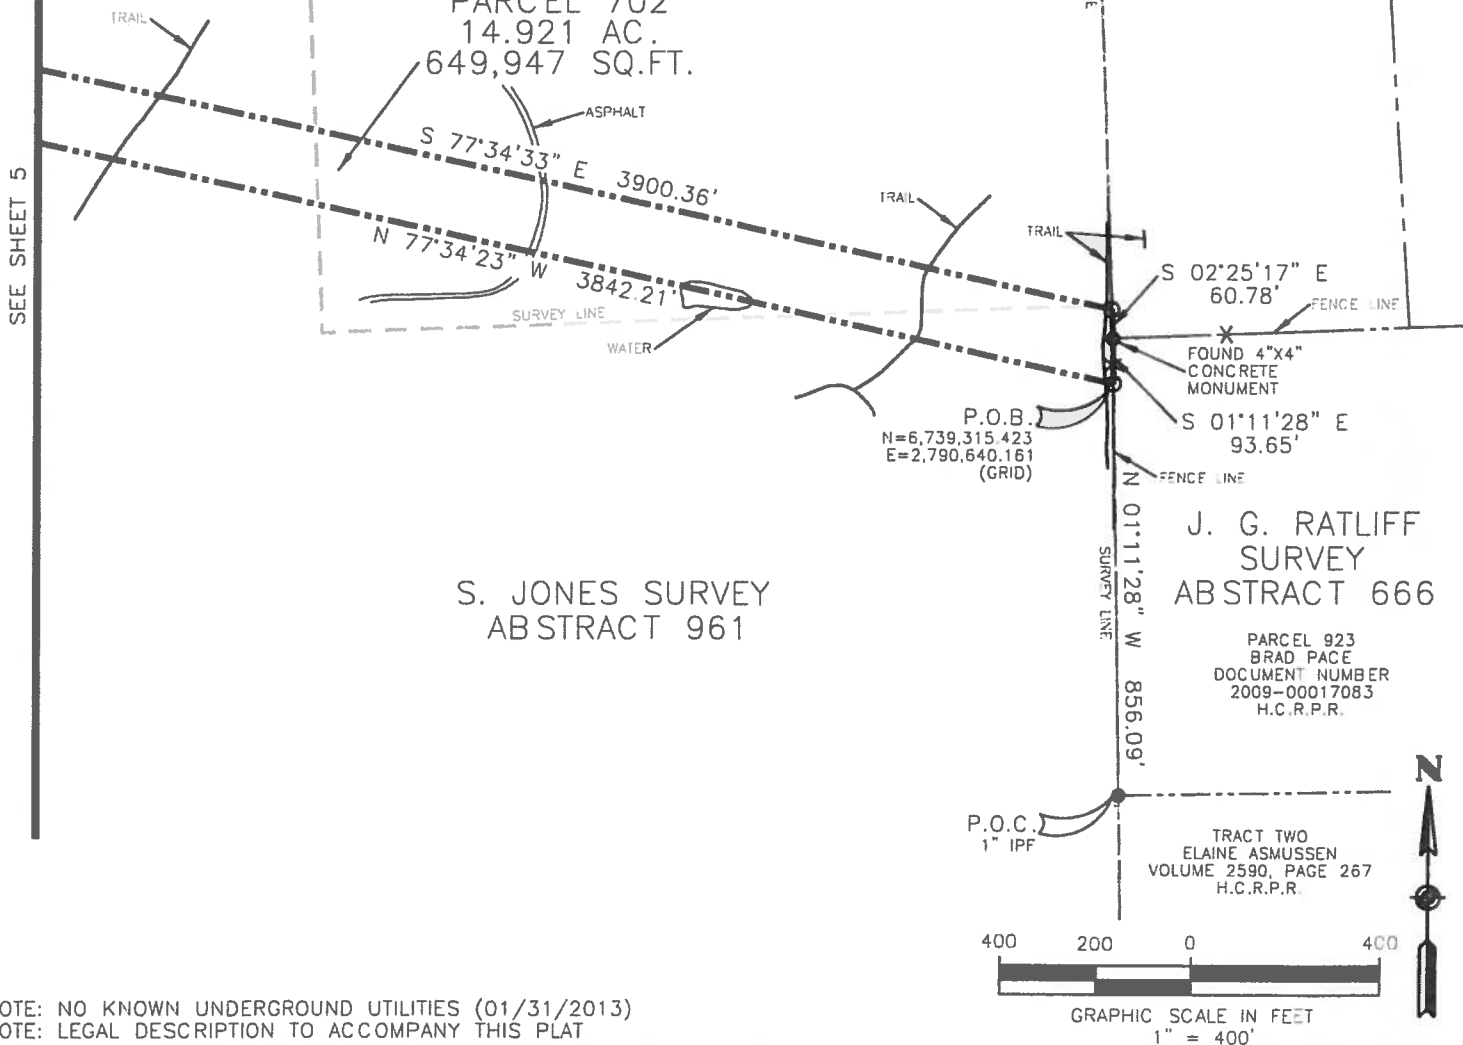 TRAIL
PARCEL 702
14.921 AC.
649,947 SQ.FT.
E
ASPHALT
SEE SHEET 5
S 77°34'33" E 3900.36'
N 77°34'23" W 3842.21'
SURVEY LINE
WATER
TRAIL
TRAIL
S 02°25'17" E
60.78'
FENCE LINE
FOUND 4"X4"
CONCRETE
MONUMENT
P.O.B.
N=6,739,315.423
E=2,790,640.161
(GRID)
S 01°11'28" E
93.65'
FENCE LINE
N 01°11'28" W 856.09'
SURVEY LINE
J. G. RATLIFF
SURVEY
ABSTRACT 666
S. JONES SURVEY
ABSTRACT 961
PARCEL 923
BRAD PACE
DOCUMENT NUMBER
2009-00017083
H.C.R.P.R.
N
P.O.C.
1" IPF
TRACT TWO
ELAINE ASMUSSEN
VOLUME 2590, PAGE 267
H.C.R.P.R.
400 200 0 400
GRAPHIC SCALE IN FEET
1" = 400'
OTE: NO KNOWN UNDERGROUND UTILITIES (01/31/2013)
OTE: LEGAL DESCRIPTION TO ACCOMPANY THIS PLAT